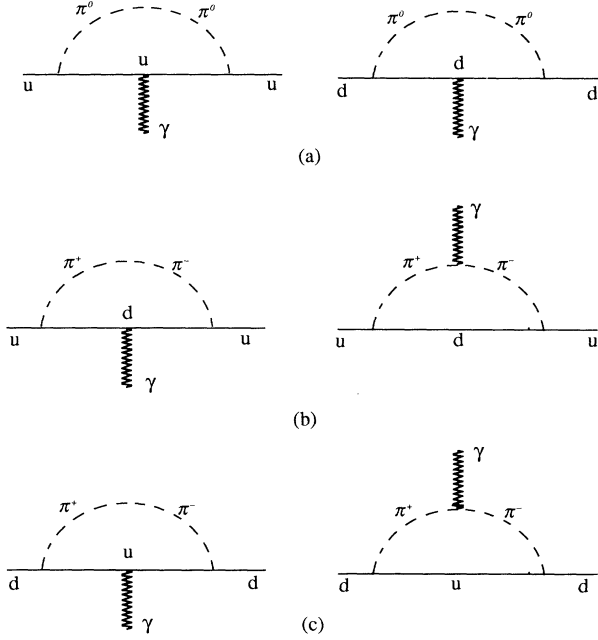 π⁰ π⁰ π⁰ π⁰
u d
u u d d
γ γ
(a)
γ
π⁺ π⁻ π⁺ π⁻
d
u u u d u
γ
(b)
γ
π⁺ π⁻ π⁺ π⁻
u
d d d u d
γ (c)